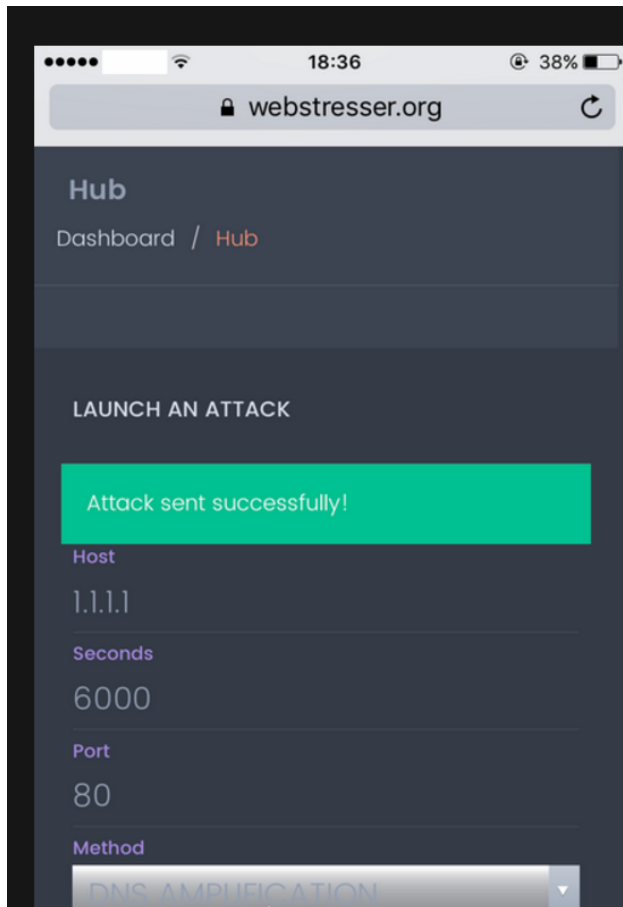 18:36
38%
webstresser.org
Hub
Dashboard / Hub
LAUNCH AN ATTACK
Attack sent successfully!
Host
1.1.1.1
Seconds
6000
Port
80
Method
DNS AMPLIFICATION